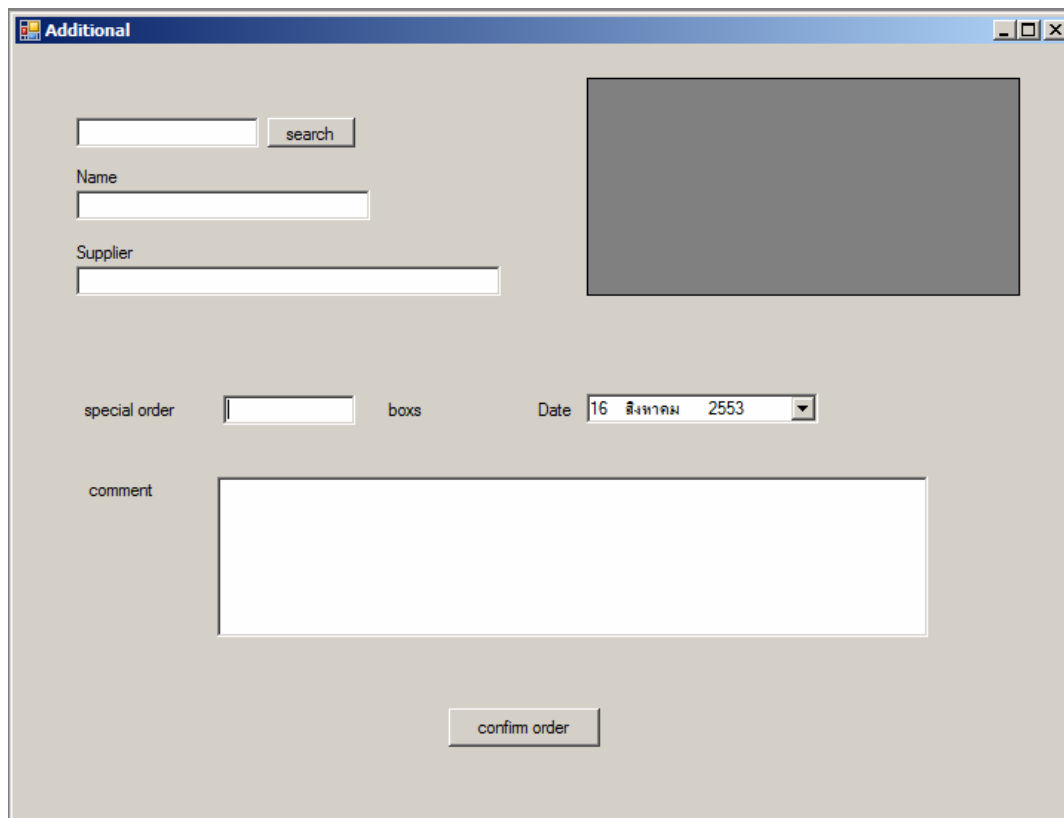 Additional
search
Name
Supplier
special order boxs Date 16 สิงหาคม 2553
comment
confirm order